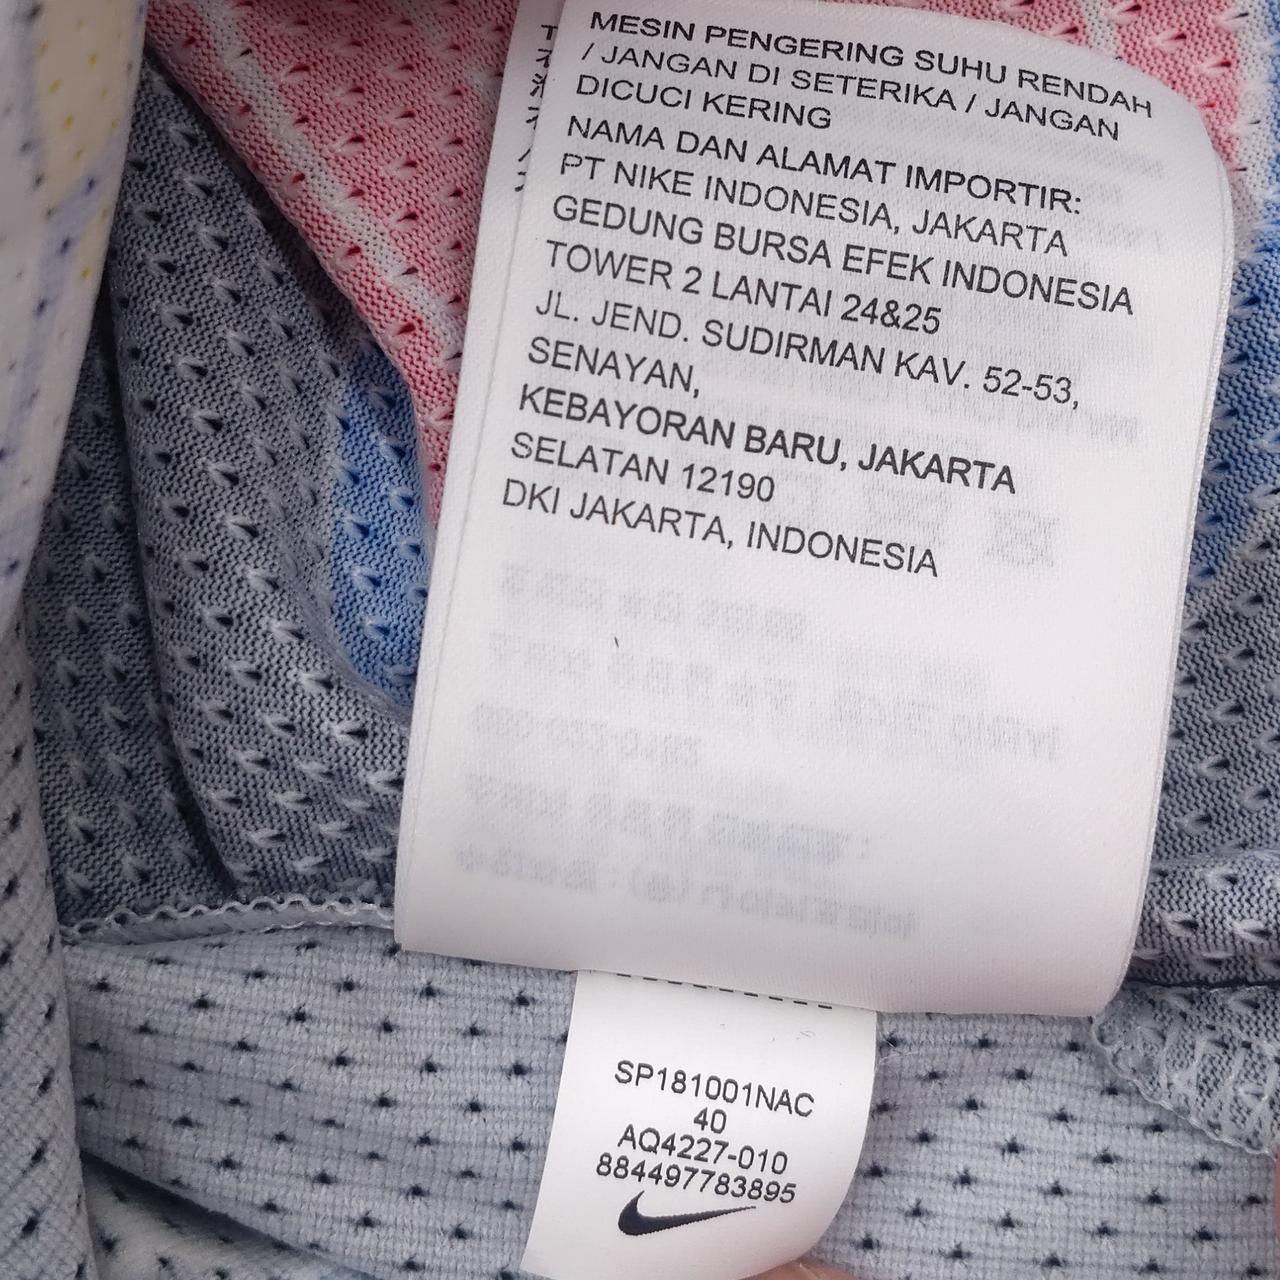 MESIN PENGERING SUHU RENDAH
/ JANGAN DI SETERIKA / JANGAN
DICUCI KERING
NAMA DAN ALAMAT IMPORTIR:
PT NIKE INDONESIA, JAKARTA
GEDUNG BURSA EFEK INDONESIA
TOWER 2 LANTAI 24&25
JL. JEND. SUDIRMAN KAV. 52-53,
SENAYAN,
KEBAYORAN BARU, JAKARTA
SELATAN 12190
DKI JAKARTA, INDONESIA
SP181001NAC
40
AQ4227-010
884497783895